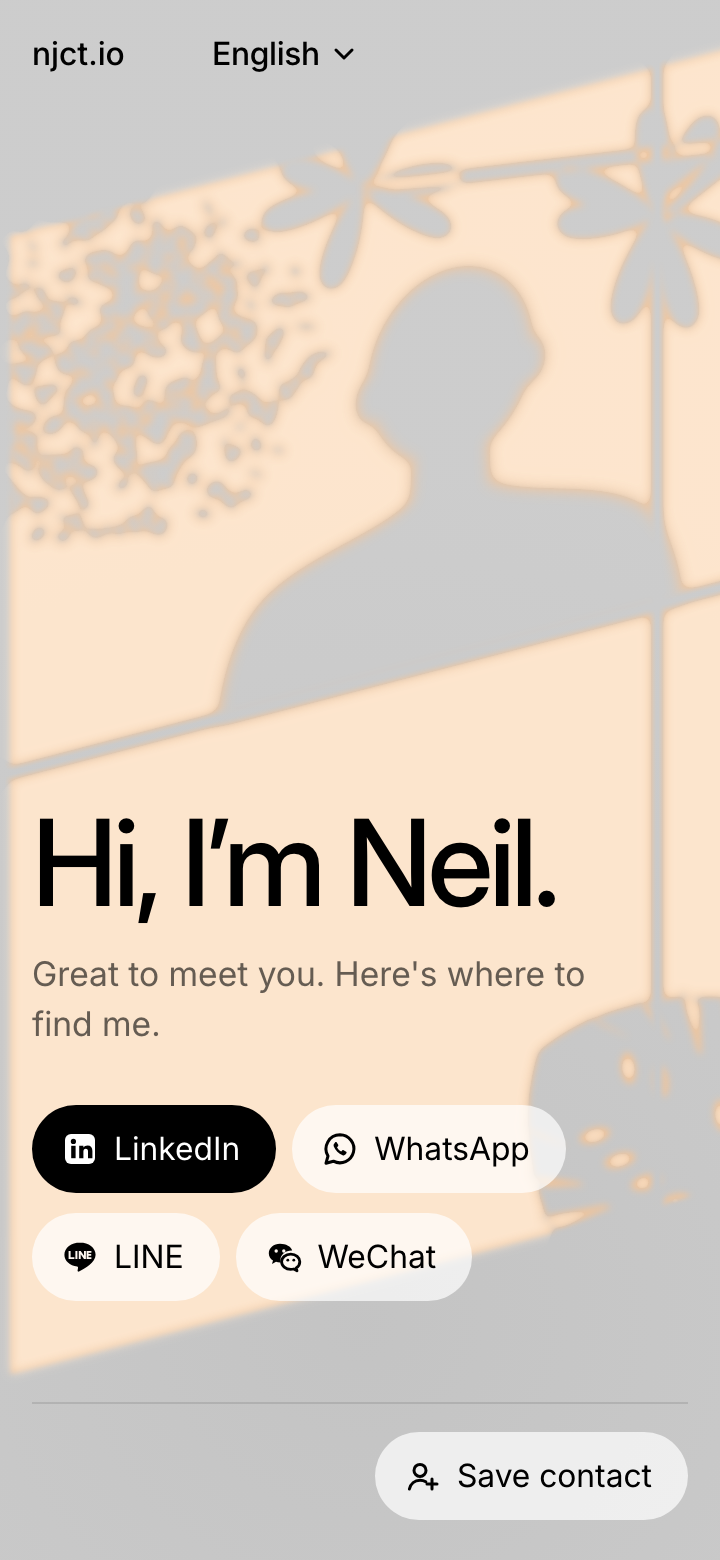 njct.io English
Hi, I’m Neil.
Great to meet you. Here's where to
find me.
LinkedIn WhatsApp
LINE LINE WeChat
Save contact